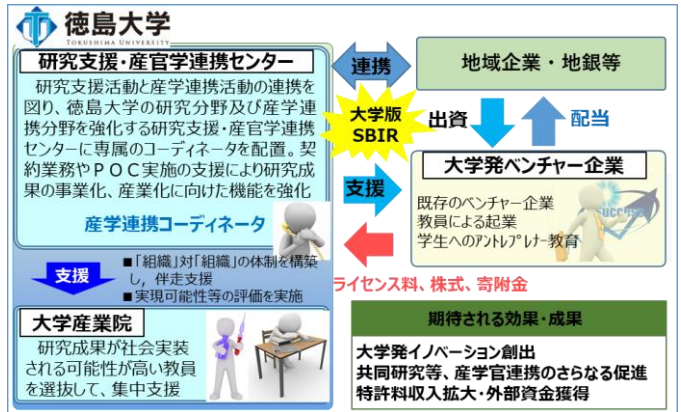 徳島大学
TOKUSHIMA UNIVERSITY
研究支援・産官学連携センター
研究支援活動と産学連携活動の連携を
図り、徳島大学の研究分野及び産学連
携分野を強化する研究支援・産官学連携
センターに専属のコーディネータを配置。契
約業務やＰＯＣ実施の支援により研究成
果の事業化、産業化に向けた機能を強化
産学連携コーディネータ
支援
■「組織」対「組織」の体制を構築
し，伴走支援
■実現可能性等の評価を実施
大学産業院
研究成果が社会実装
される可能性が高い教員
を選抜して、集中支援
連携
大学版
SBIR
地域企業・地銀等
出資
配当
支援
大学発ベンチャー企業
既存のベンチャー企業
教員による起業
学生へのｱﾝﾄﾚﾌﾟﾚﾅｰ教育
SUCCESS
ライセンス料、株式、寄附金
期待される効果・成果
大学発イノベーション創出
共同研究等、産学官連携のさらなる促進
特許料収入拡大・外部資金獲得